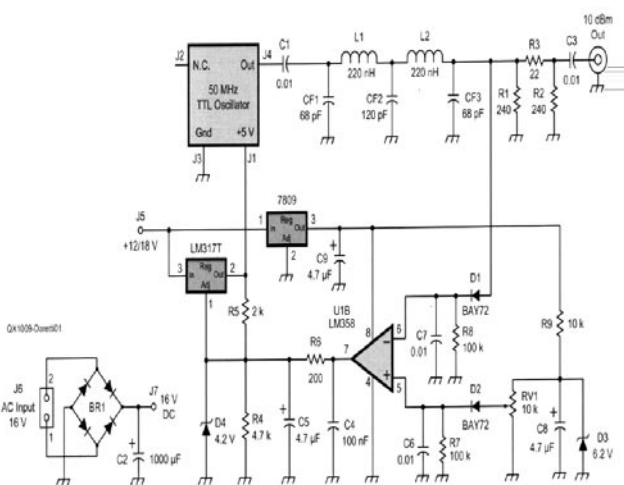 10 dBm
Out
J2
N.C.
Out
J4
C1
0.01
L1
220 nH
L2
220 nH
R3
22
C3
0.01
50 MHz
TTL Oscillator
CF1
68 pF
CF2
120 pF
CF3
68 pF
R1
240
R2
240
Gnd
+5 V
J3
J1
J5
+12/18 V
7809
1
In
Reg
Out
Adj
3
2
C9
4.7 µF
LM317T
3
In
Reg
Out
Adj
2
1
R5
2 k
U1B
LM358
D1
BAY72
R9
10 k
C7
0.01
R8
100 k
R6
200
7
8
6
5
4
D2
BAY72
RV1
10 k
D4
4.2 V
R4
4.7 k
C5
4.7 µF
C4
100 nF
C6
0.01
R7
100 k
C8
4.7 µF
D3
6.2 V
J6
AC Input
16 V
2
1
BR1
J7
16 V
DC
C2
1000 µF